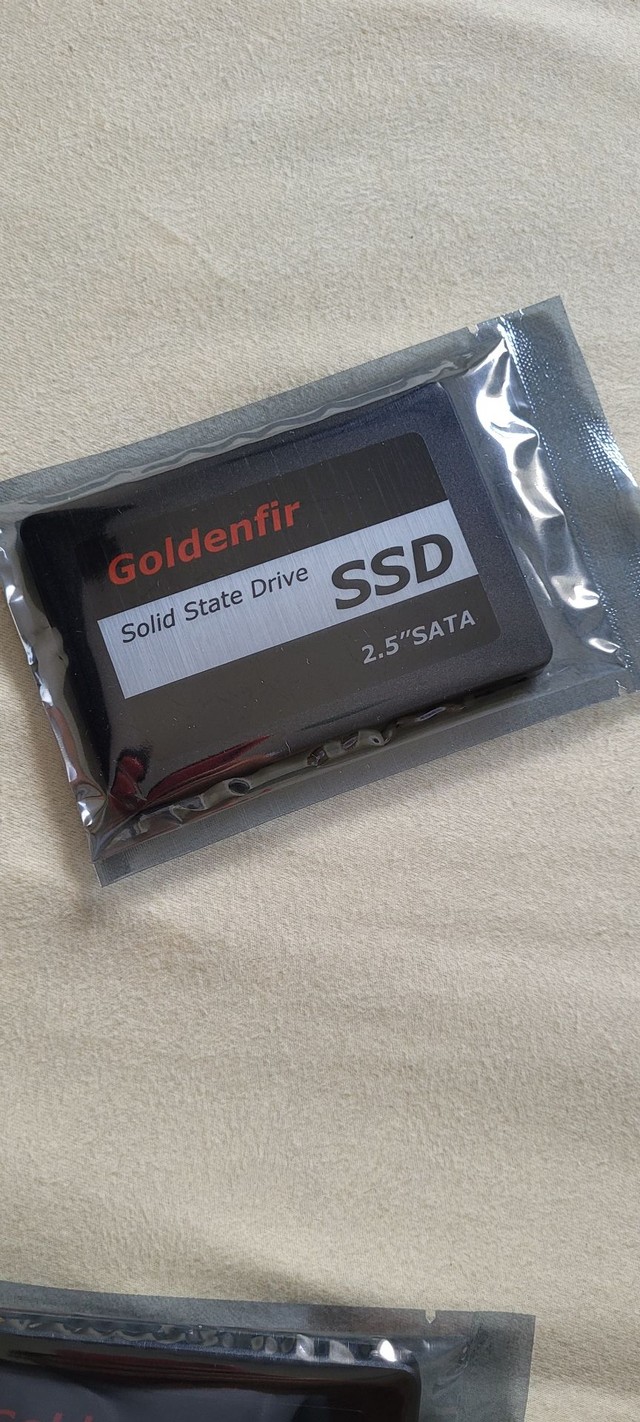 Goldenfir
Solid State Drive SSD
2.5"SATA